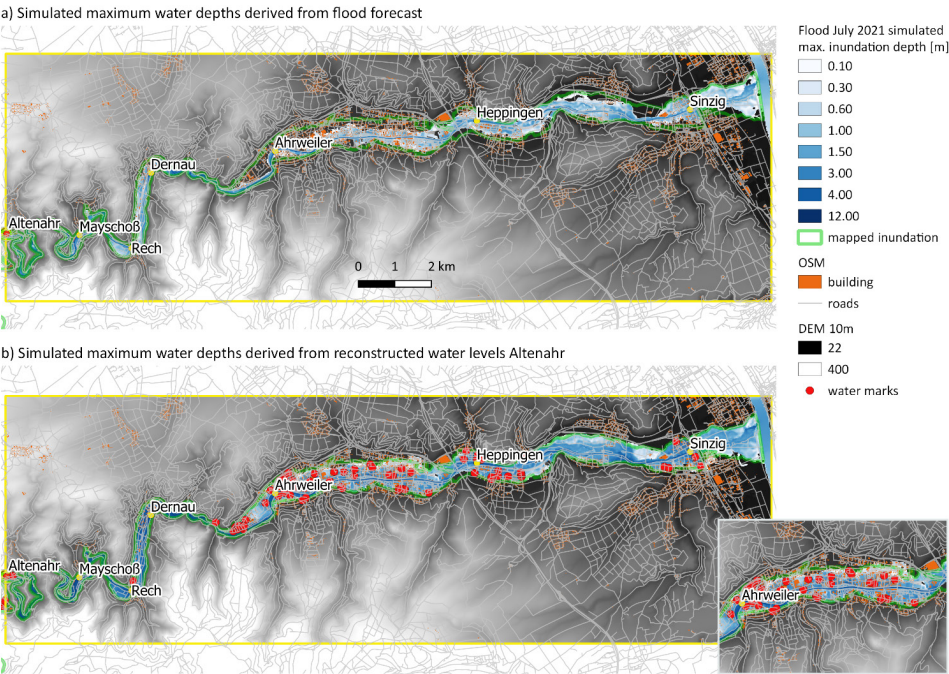 a) Simulated maximum water depths derived from flood forecast
Flood July 2021 simulated
max. inundation depth [m]
0.10
0.30
0.60
1.00
1.50
3.00
4.00
12.00
mapped inundation
OSM
building
roads
DEM 10m
22
400
water marks
Sinzig
Heppingen
Ahrweiler
Dernau
Altenahr
Mayschoß
Rech
0 1 2 km
b) Simulated maximum water depths derived from reconstructed water levels Altenahr
Sinzig
Heppingen
Ahrweiler
Dernau
Altenahr
Mayschoß
Rech
Ahrweiler